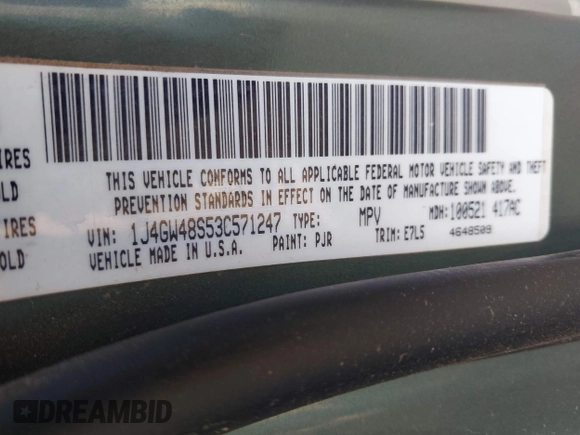 IRES
OLD
IRES
OLD
THIS VEHICLE CONFORMS TO ALL APPLICABLE FEDERAL MOTOR VEHICLE SAFETY AND THEFT
PREVENTION STANDARDS IN EFFECT ON THE DATE OF MANUFACTURE SHOWN ABOVE.
VIN: 1J4GW48S53C571247 TYPE: MPV MDH: 100521 417AC
VEHICLE MADE IN U.S.A. PAINT: PJR TRIM: E7L5 4648509
DREAMBID